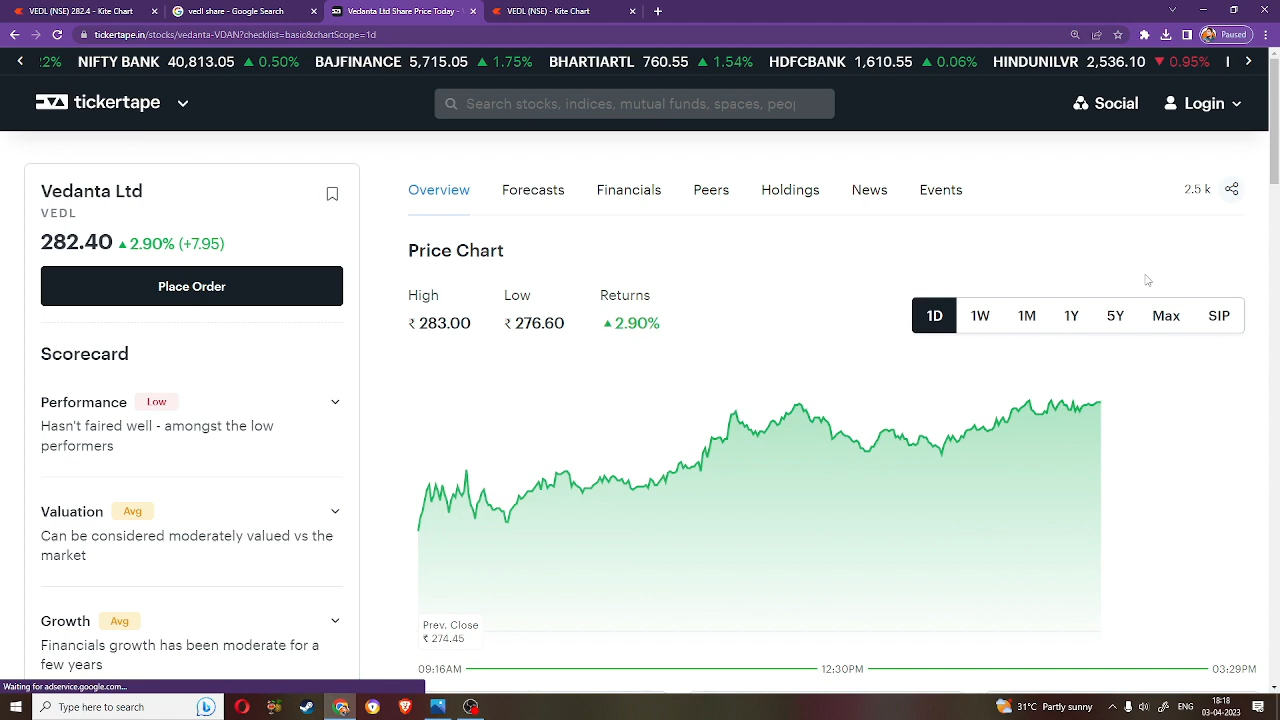 VEDL (NSE) 282.4 - Kite Chart
vedl share - Google Search
Vedanta Ltd Share Price Today -
VEDL (NSE) - Kite Chart
tickertape.in/stocks/vedanta-VDAN?checklist=basic&chartScope=1d
Paused
22% NIFTY BANK 40,813.05 ▲ 0.50% BAJFINANCE 5,715.05 ▲ 1.75% BHARTIARTL 760.55 ▲ 1.54% HDFCBANK 1,610.55 ▲ 0.06% HINDUNILVR 2,536.10 ▼ 0.95%
tickertape
Search stocks, indices, mutual funds, spaces, peop
Social
Login
Vedanta Ltd
VEDL
282.40 ▲ 2.90% (+7.95)
Place Order
Scorecard
Performance Low
Hasn't faired well - amongst the low
performers
Valuation Avg
Can be considered moderately valued vs the
market
Growth Avg
Financials growth has been moderate for a
few years
Overview Forecasts Financials Peers Holdings News Events
2.5 k
Price Chart
High Low Returns
₹ 283.00 ₹ 276.60 ▲ 2.90%
1D 1W 1M 1Y 5Y Max SIP
Prev. Close
₹ 274.45
09:16AM 12:30PM 03:29PM
Waiting for adservice.google.com...
Type here to search
31°C Partly sunny
ENG
18:18
03-04-2023